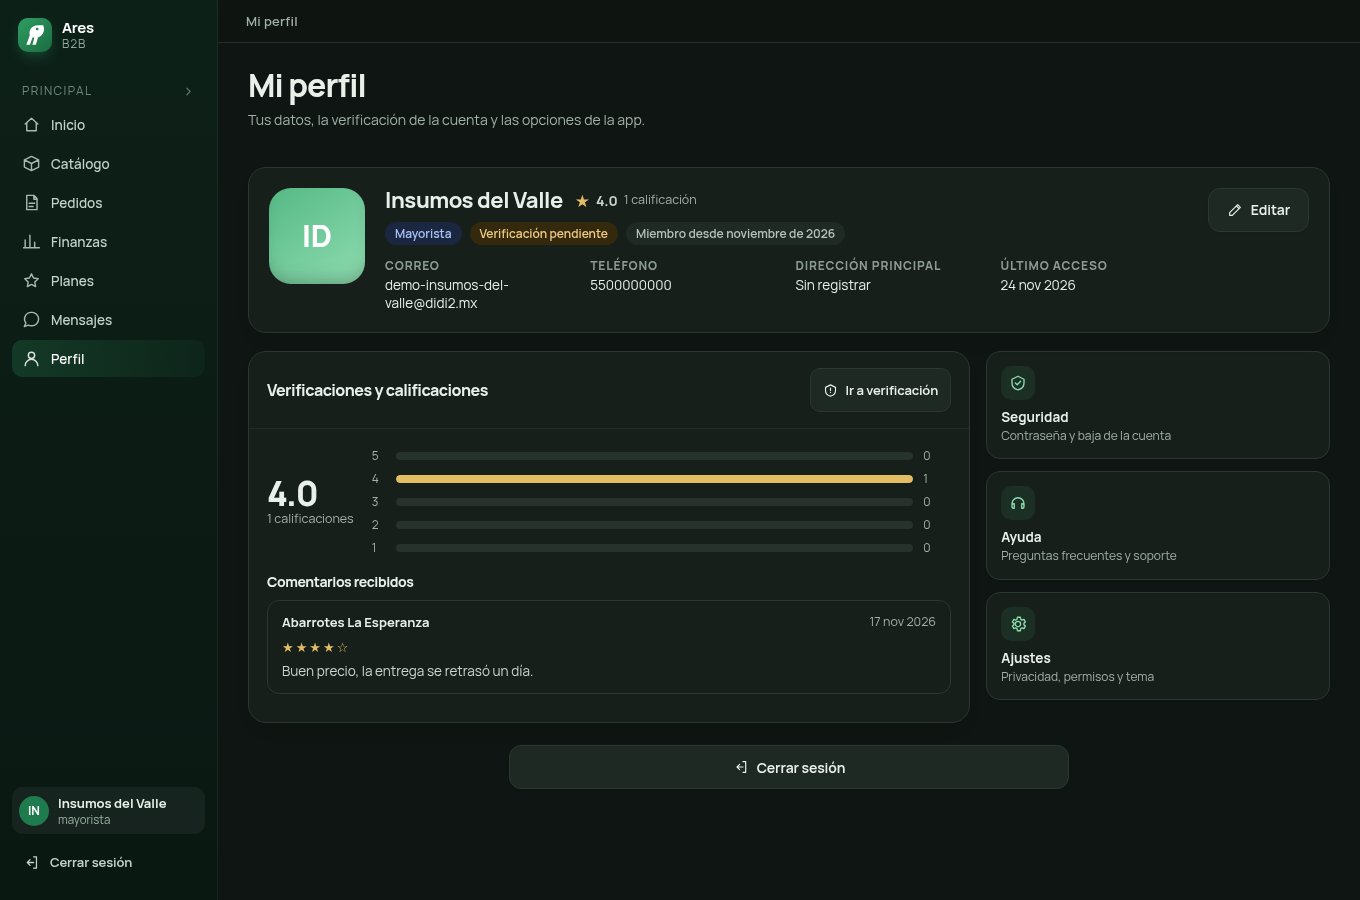 Ares
B2B
PRINCIPAL
Inicio
Catálogo
Pedidos
Finanzas
Planes
Mensajes
Perfil
Insumos del Valle
mayorista
Cerrar sesión
Mi perfil
Mi perfil
Tus datos, la verificación de la cuenta y las opciones de la app.
ID
Insumos del Valle ★ 4.0 1 calificación
Mayorista Verificación pendiente Miembro desde noviembre de 2026
Editar
CORREO
demo-insumos-del-
valle@didi2.mx
TELÉFONO
5500000000
DIRECCIÓN PRINCIPAL
Sin registrar
ÚLTIMO ACCESO
24 nov 2026
Verificaciones y calificaciones
Ir a verificación
4.0
1 calificaciones
5 0
4 1
3 0
2 0
1 0
Comentarios recibidos
Abarrotes La Esperanza 17 nov 2026
★★★★☆
Buen precio, la entrega se retrasó un día.
Seguridad
Contraseña y baja de la cuenta
Ayuda
Preguntas frecuentes y soporte
Ajustes
Privacidad, permisos y tema
Cerrar sesión
IN